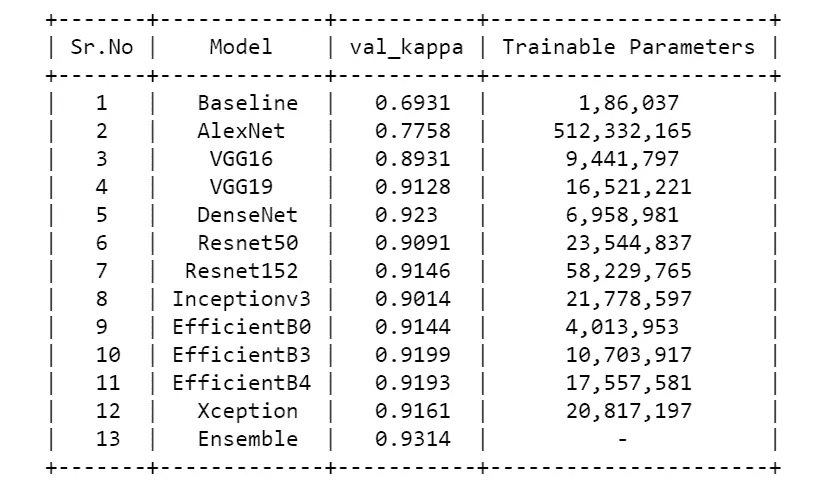 +-------+-------------+-----------+----------------------+
| Sr.No |    Model    | val_kappa | Trainable Parameters |
+-------+-------------+-----------+----------------------+
|   1   |   Baseline  |   0.6931  |       1,86,037       |
|   2   |   AlexNet   |   0.7758  |     512,332,165      |
|   3   |    VGG16    |   0.8931  |      9,441,797       |
|   4   |    VGG19    |   0.9128  |      16,521,221      |
|   5   |   DenseNet  |   0.923   |      6,958,981       |
|   6   |   Resnet50  |   0.9091  |      23,544,837      |
|   7   |  Resnet152  |   0.9146  |      58,229,765      |
|   8   | Inceptionv3 |   0.9014  |      21,778,597      |
|   9   | EfficientB0 |   0.9144  |      4,013,953       |
|   10  | EfficientB3 |   0.9199  |      10,703,917      |
|   11  | EfficientB4 |   0.9193  |      17,557,581      |
|   12  |   Xception  |   0.9161  |      20,817,197      |
|   13  |   Ensemble  |   0.9314  |          -           |
+-------+-------------+-----------+----------------------+